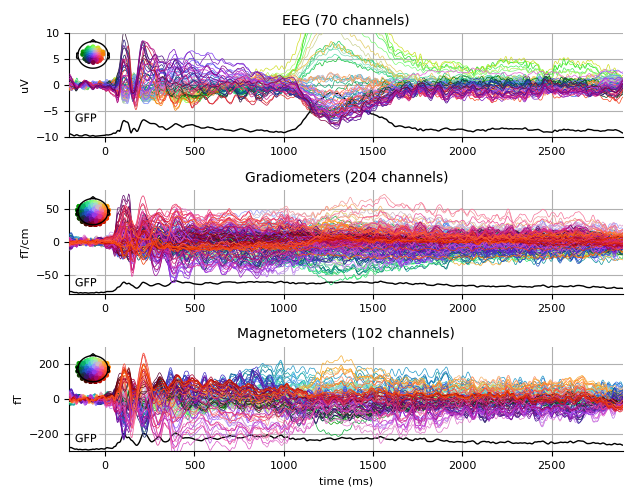 EEG (70 channels)
10
5
0
−5
−10
uV
GFP
0 500 1000 1500 2000 2500
Gradiometers (204 channels)
50
0
−50
fT/cm
GFP
0 500 1000 1500 2000 2500
Magnetometers (102 channels)
200
0
−200
fT
GFP
0 500 1000 1500 2000 2500
time (ms)